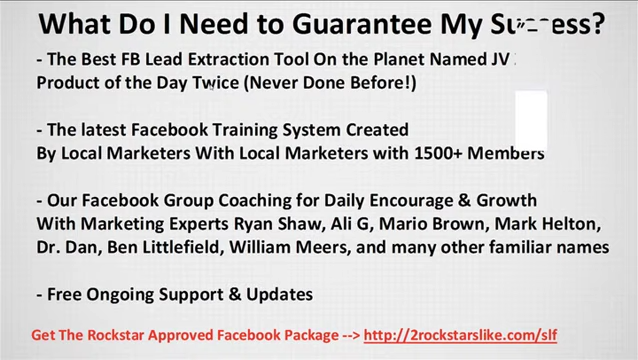 What Do I Need to Guarantee My
- The Best FB Lead Extraction Tool On the Planet Named JV
Product of the Day Twice (Never Done Before!)
- The latest Facebook Training System Created
By Local Marketers With Local Marketers with 1500+ Members
- Our Facebook Group Coaching for Daily Encourage & Growth
With Marketing Experts Ryan Shaw, Ali G, Mario Brown, Mark Helton,
Dr. Dan, Ben Littlefield, William Meers, and many other familiar names
- Free Ongoing Support & Updates
Get The Rockstar Approved Facebook Package --> http://2rockstarslike.com/slf